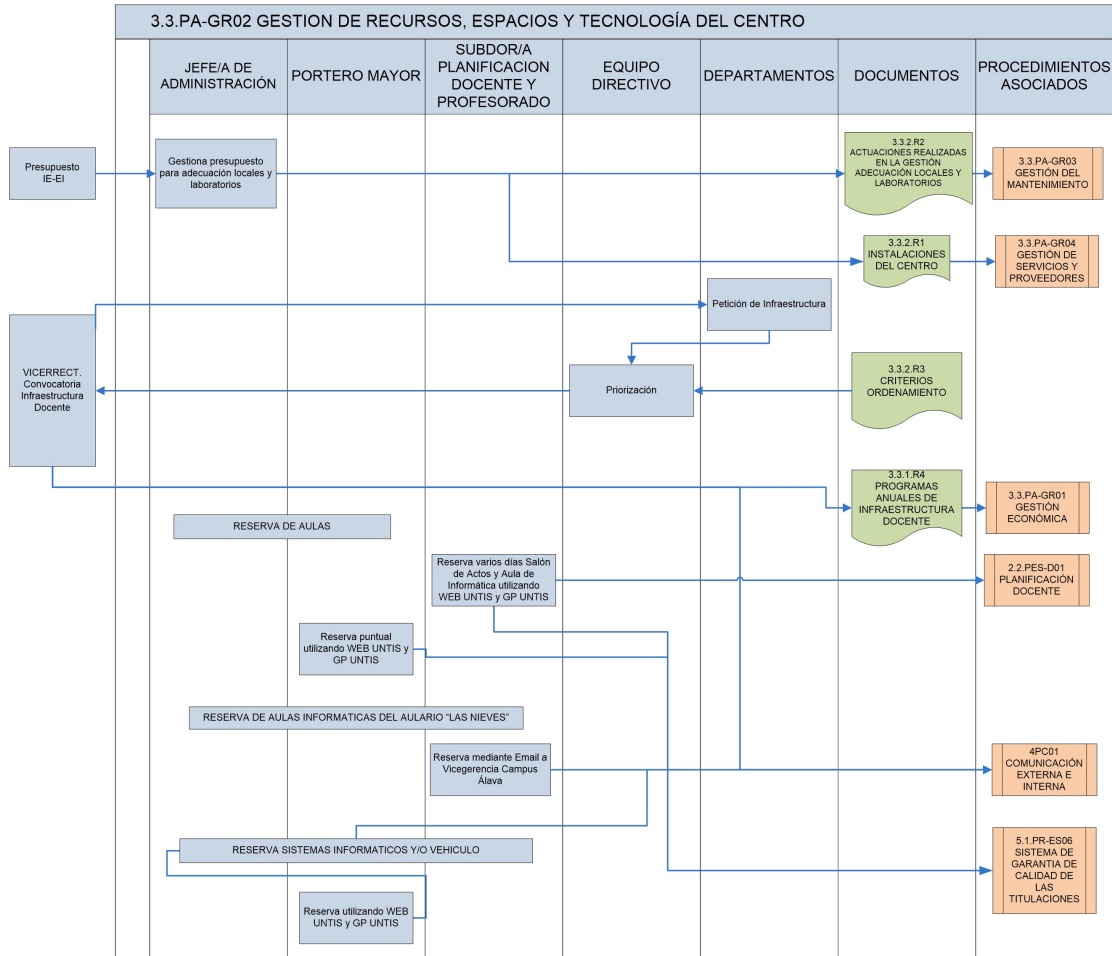 3.3.PA-GR02 GESTION DE RECURSOS, ESPACIOS Y TECNOLOGÍA DEL CENTRO
JEFE/A DE
ADMINISTRACIÓN
PORTERO MAYOR
SUBDOR/A
PLANIFICACION
DOCENTE Y
PROFESORADO
EQUIPO
DIRECTIVO
DEPARTAMENTOS
DOCUMENTOS
PROCEDIMIENTOS
ASOCIADOS
Presupuesto
IE-EI
Gestiona presupuesto
para adecuación locales y
laboratorios
3.3.2.R2
ACTUACIONES REALIZADAS
EN LA GESTIÓN
ADECUACIÓN LOCALES Y
LABORATORIOS
3.3.PA-GR03
GESTIÓN DEL
MANTENIMIENTO
3.3.2.R1
INSTALACIONES
DEL CENTRO
3.3.PA-GR04
GESTIÓN DE
SERVICIOS Y
PROVEEDORES
Petición de Infraestructura
VICERRECT.
Convocatoria
Infraestructura
Docente
Priorización
3.3.2.R3
CRITERIOS
ORDENAMIENTO
3.3.1.R4
PROGRAMAS
ANUALES DE
INFRAESTRUCTURA
DOCENTE
3.3.PA-GR01
GESTIÓN
ECONÓMICA
RESERVA DE AULAS
Reserva varios días Salón
de Actos y Aula de
Informática utilizando
WEB UNTIS y GP UNTIS
2.2.PES-D01
PLANIFICACIÓN
DOCENTE
Reserva puntual
utilizando WEB UNTIS y
GP UNTIS
RESERVA DE AULAS INFORMATICAS DEL AULARIO “LAS NIEVES”
Reserva mediante Email a
Vicegerencia Campus
Álava
4PC01
COMUNICACIÓN
EXTERNA E
INTERNA
RESERVA SISTEMAS INFORMATICOS Y/O VEHICULO
5.1.PR-ES06
SISTEMA DE
GARANTIA DE
CALIDAD DE
LAS
TITULACIONES
Reserva utilizando WEB
UNTIS y GP UNTIS